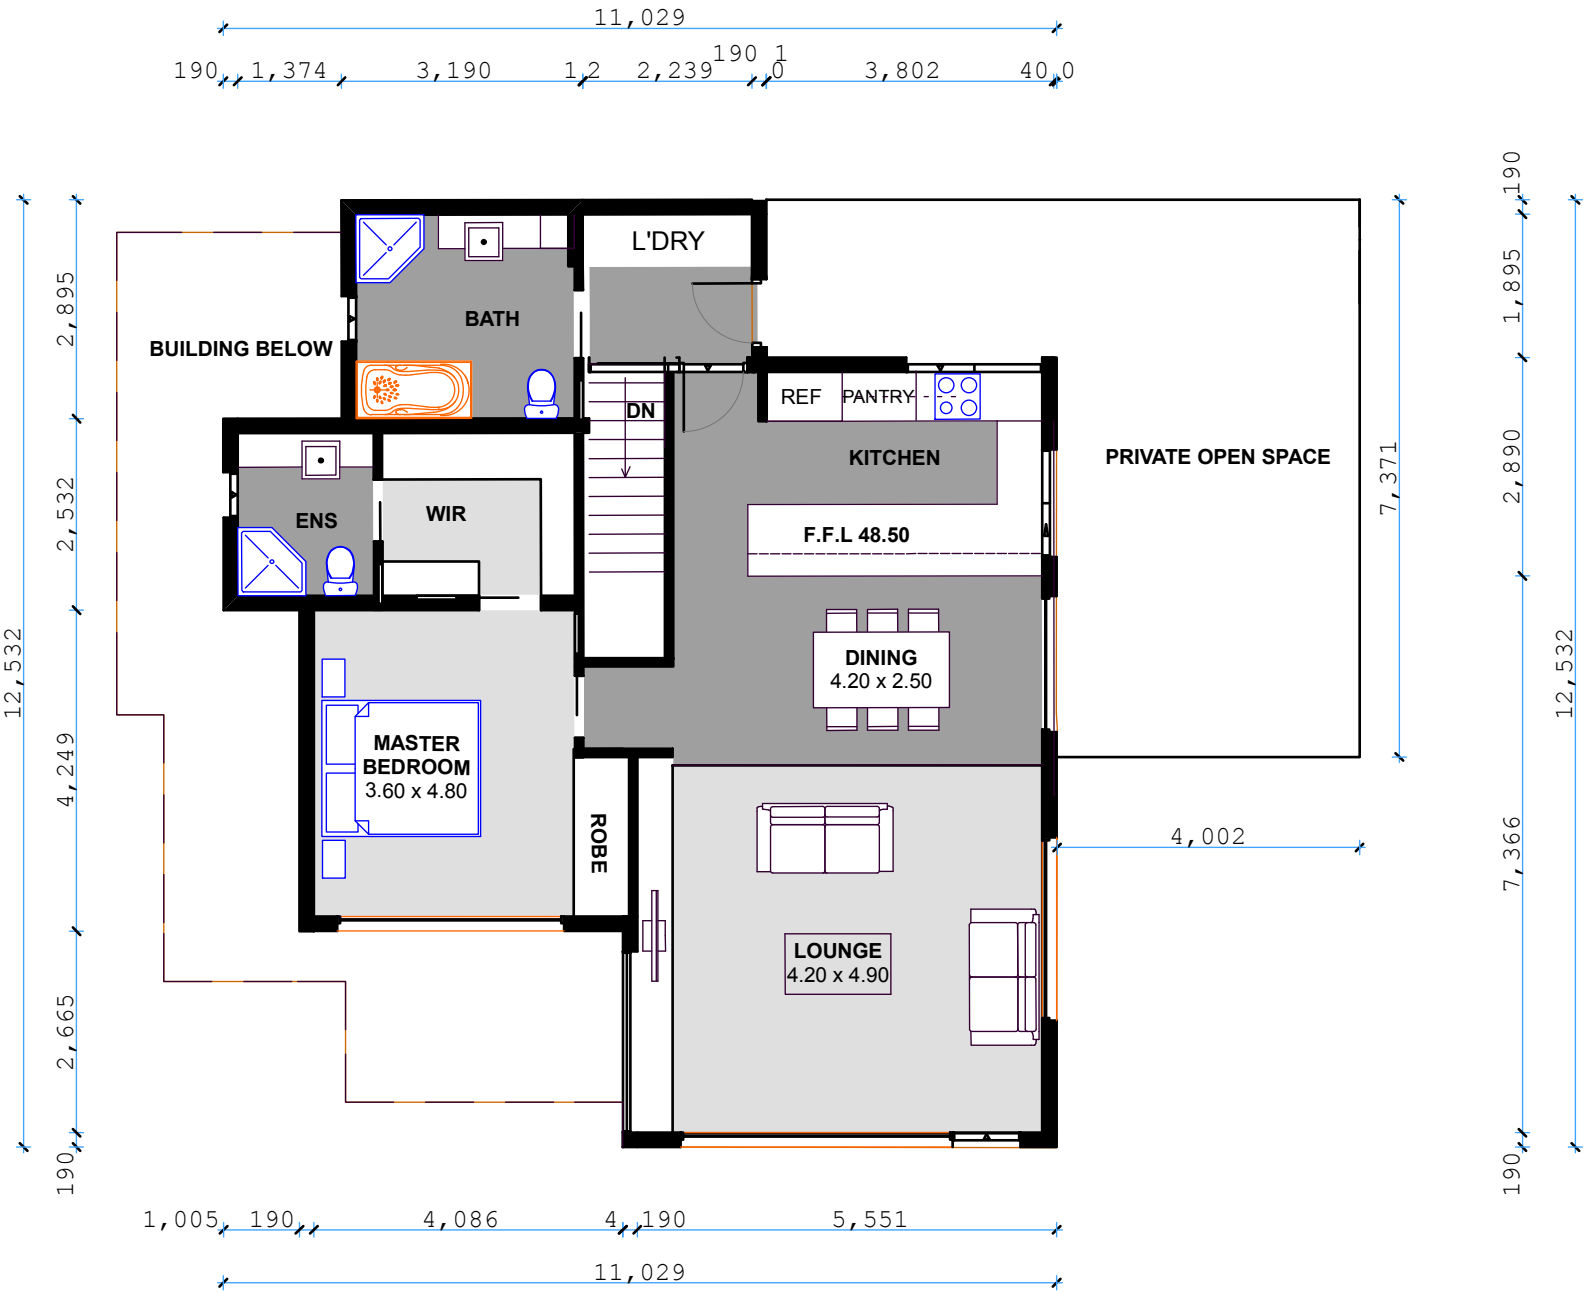 11,029
190 1
190 1,374 3,190 12 2,239 0 3,802 40 0
190
1,895
2,890
7,366
190
12,532
12,532
2,895
2,532
4,249
2,665
190
L'DRY
BATH
BUILDING BELOW
REF PANTRY
DN
KITCHEN
PRIVATE OPEN SPACE
7,371
ENS
WIR
F.F.L 48.50
DINING
4.20 x 2.50
MASTER
BEDROOM
3.60 x 4.80
ROBE
4,002
LOUNGE
4.20 x 4.90
1,005 190 4,086 4 190 5,551
11,029